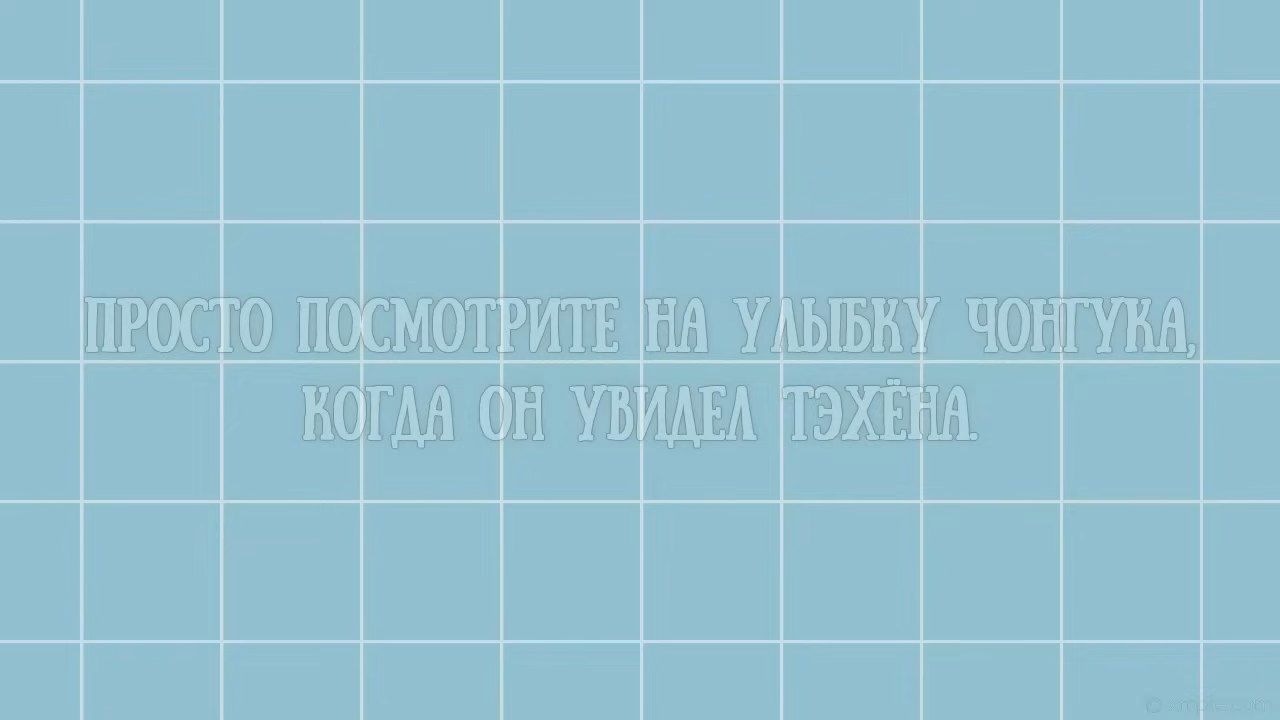 ПРОСТО ПОСМОТРИТЕ НА УЛЫБКУ ЧОНГУКА,
КОГДА ОН УВИДЕЛ ТЭХЁНА.